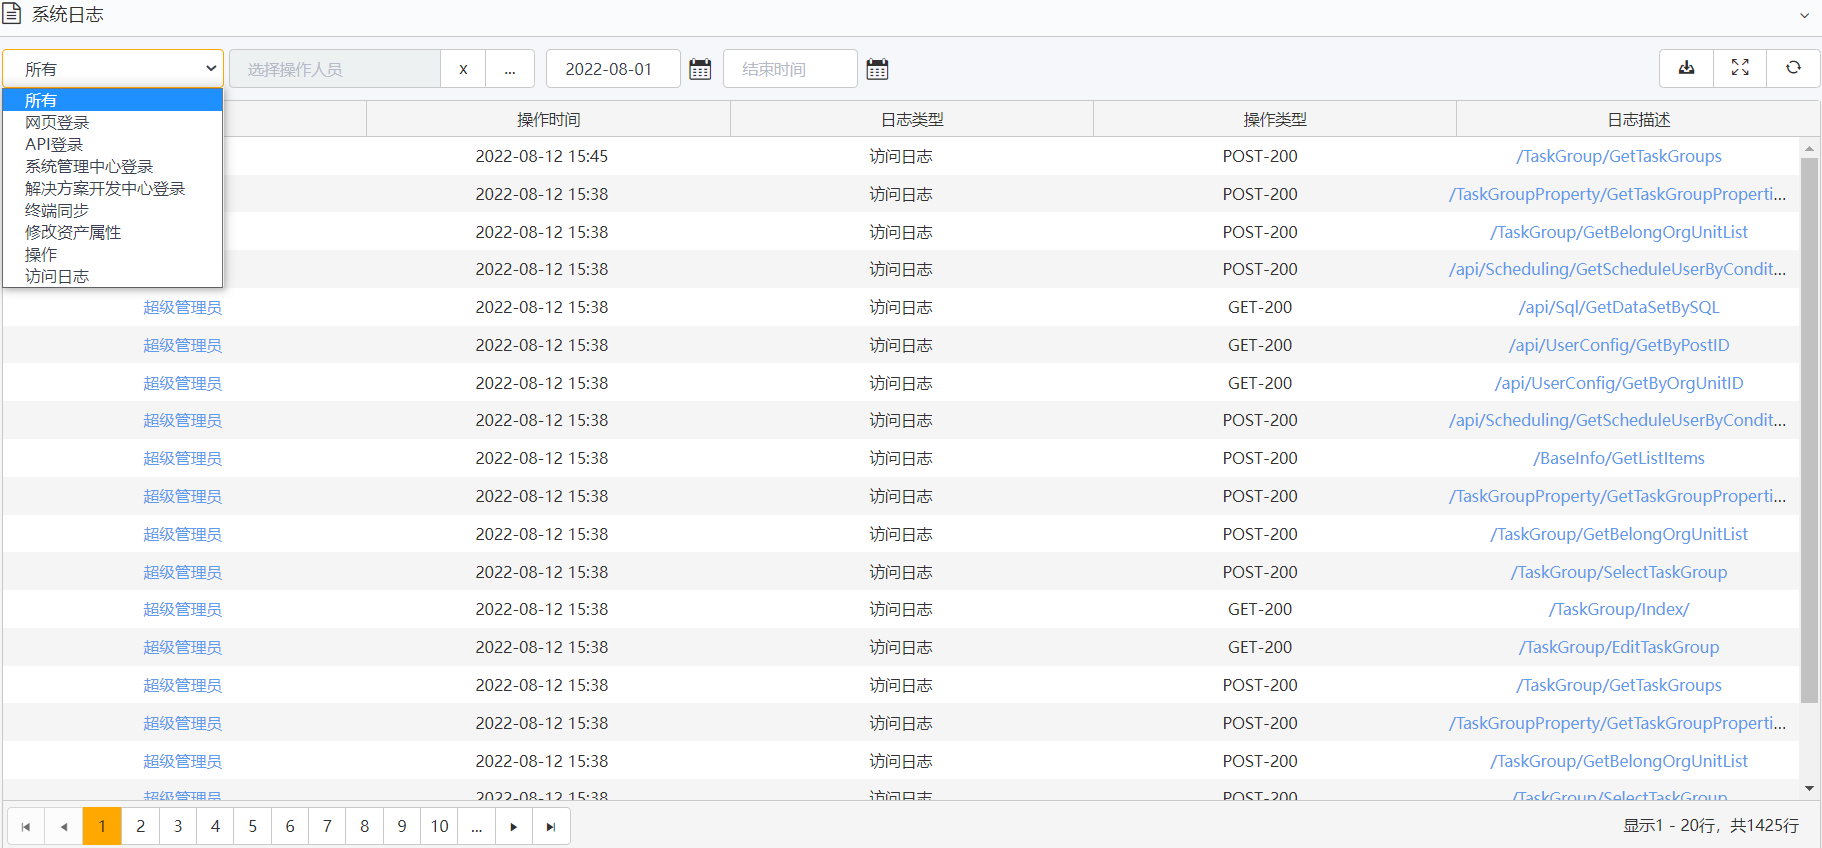 系统日志
所有 选择操作人员 x ... 2022-08-01 结束时间
所有
网页登录
API登录
系统管理中心登录
解决方案开发中心登录
终端同步
修改资产属性
操作
访问日志
操作时间 日志类型 操作类型 日志描述
2022-08-12 15:45 访问日志 POST-200 /TaskGroup/GetTaskGroups
2022-08-12 15:38 访问日志 POST-200 /TaskGroupProperty/GetTaskGroupProperti...
2022-08-12 15:38 访问日志 POST-200 /TaskGroup/GetBelongOrgUnitList
2022-08-12 15:38 访问日志 POST-200 /api/Scheduling/GetScheduleUserByCondit...
超级管理员 2022-08-12 15:38 访问日志 GET-200 /api/Sql/GetDataSetBySQL
超级管理员 2022-08-12 15:38 访问日志 GET-200 /api/UserConfig/GetByPostID
超级管理员 2022-08-12 15:38 访问日志 GET-200 /api/UserConfig/GetByOrgUnitID
超级管理员 2022-08-12 15:38 访问日志 POST-200 /api/Scheduling/GetScheduleUserByCondit...
超级管理员 2022-08-12 15:38 访问日志 POST-200 /BaseInfo/GetListItems
超级管理员 2022-08-12 15:38 访问日志 POST-200 /TaskGroupProperty/GetTaskGroupProperti...
超级管理员 2022-08-12 15:38 访问日志 POST-200 /TaskGroup/GetBelongOrgUnitList
超级管理员 2022-08-12 15:38 访问日志 POST-200 /TaskGroup/SelectTaskGroup
超级管理员 2022-08-12 15:38 访问日志 GET-200 /TaskGroup/Index/
超级管理员 2022-08-12 15:38 访问日志 GET-200 /TaskGroup/EditTaskGroup
超级管理员 2022-08-12 15:38 访问日志 POST-200 /TaskGroup/GetTaskGroups
超级管理员 2022-08-12 15:38 访问日志 POST-200 /TaskGroupProperty/GetTaskGroupProperti...
超级管理员 2022-08-12 15:38 访问日志 POST-200 /TaskGroup/GetBelongOrgUnitList
超级管理员 2022-08-12 15:38 访问日志 POST-200 /TaskGroup/SelectTaskGroup
1 2 3 4 5 6 7 8 9 10 ... 显示1 - 20行，共1425行